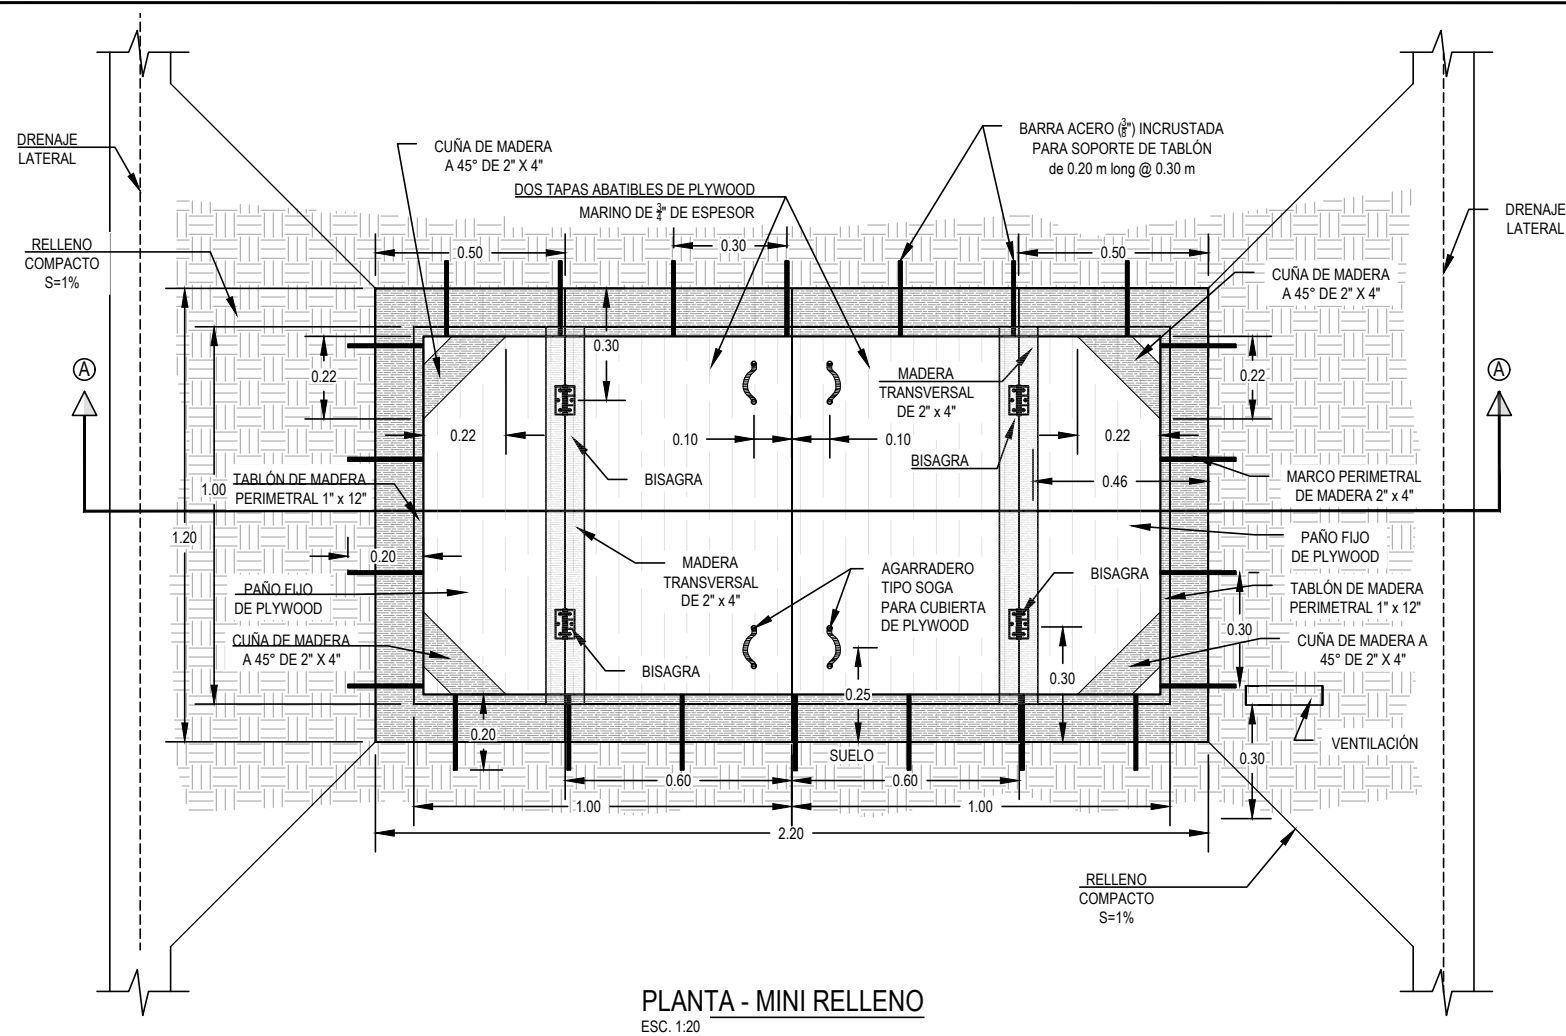 DRENAJE
LATERAL
CUÑA DE MADERA
A 45° DE 2" X 4"
DOS TAPAS ABATIBLES DE PLYWOOD
MARINO DE 3/4" DE ESPESOR
BARRA ACERO (3/8") INCRUSTADA
PARA SOPORTE DE TABLÓN
de 0.20 m long @ 0.30 m
DRENAJE
LATERAL
RELLENO
COMPACTO
S=1%
0.50
0.30
0.50
CUÑA DE MADERA
A 45° DE 2" X 4"
0.30
A
0.22
MADERA
TRANSVERSAL
DE 2" x 4"
0.22
A
0.22
0.10
0.10
0.22
BISAGRA
BISAGRA
0.46
TABLÓN DE MADERA
PERIMETRAL 1" x 12"
1.00
MARCO PERIMETRAL
DE MADERA 2" x 4"
1.20
0.20
MADERA
TRANSVERSAL
DE 2" x 4"
AGARRADERO
TIPO SOGA
PARA CUBIERTA
DE PLYWOOD
BISAGRA
PAÑO FIJO
DE PLYWOOD
PAÑO FIJO
DE PLYWOOD
TABLÓN DE MADERA
PERIMETRAL 1" x 12"
0.30
CUÑA DE MADERA
A 45° DE 2" X 4"
CUÑA DE MADERA A
45° DE 2" X 4"
BISAGRA
0.30
0.25
0.20
SUELO
VENTILACIÓN
0.30
0.60
0.60
1.00
1.00
2.20
RELLENO
COMPACTO
S=1%
PLANTA - MINI RELLENO
ESC. 1:20